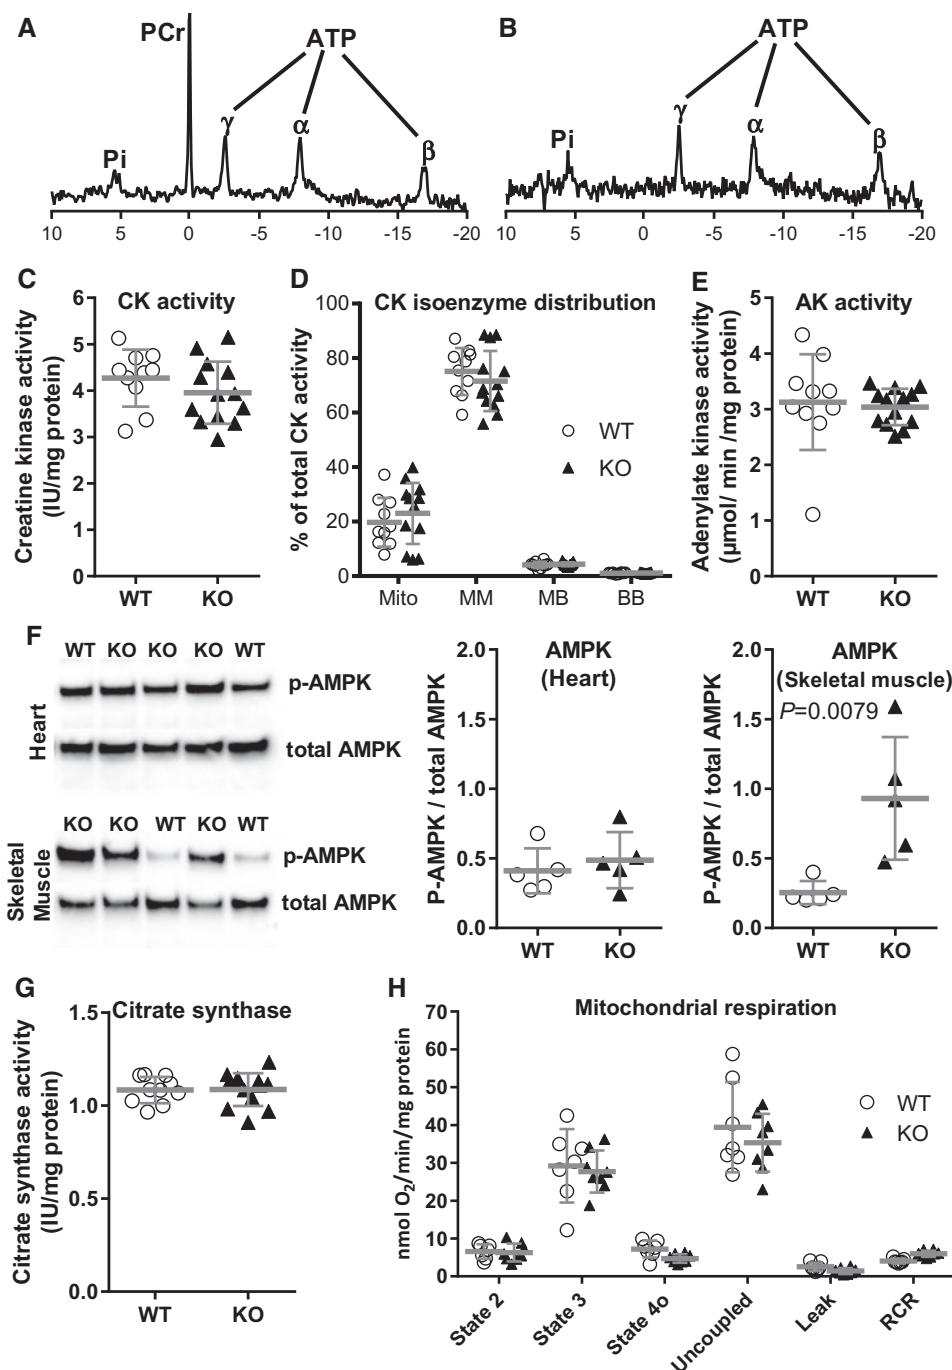 A
PCr
ATP
γ
α
β
Pi
10 5 0 -5 -10 -15 -20
B
ATP
γ
α
β
Pi
10 5 0 -5 -10 -15 -20
C
CK activity
Creatine kinase activity
(IU/mg protein)
6
5
4
3
2
1
0
WT KO
D
CK isoenzyme distribution
% of total CK activity
100
80
60
40
20
0
WT
KO
Mito MM MB BB
E
AK activity
Adenylate kinase activity
(μmol/ min /mg protein)
5
4
3
2
1
0
WT KO
F
WT KO KO KO WT
Heart
p-AMPK
total AMPK
KO KO WT KO WT
Skeletal
Muscle
p-AMPK
total AMPK
AMPK
(Heart)
P-AMPK / total AMPK
2.0
1.5
1.0
0.5
0.0
WT KO
AMPK
(Skeletal muscle)
P=0.0079
P-AMPK / total AMPK
2.0
1.5
1.0
0.5
0.0
WT KO
G
Citrate synthase
Citrate synthase activity
(IU/mg protein)
1.5
1.0
0.5
0.0
WT KO
H
Mitochondrial respiration
nmol O₂/min/mg protein
70
60
50
40
30
20
10
0
WT
KO
State 2
State 3
State 4o
Uncoupled
Leak
RCR